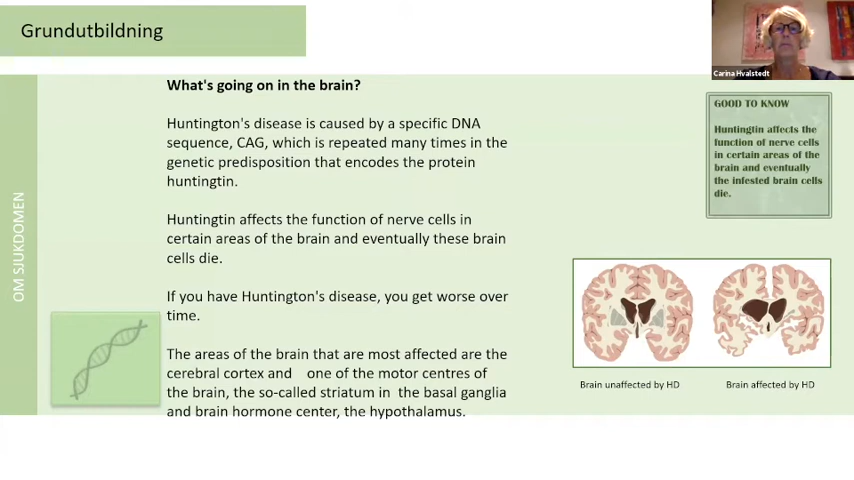 Grundutbildning
Carina Hvalstedt
OM SJUKDOMEN
What's going on in the brain?
Huntington's disease is caused by a specific DNA
sequence, CAG, which is repeated many times in the
genetic predisposition that encodes the protein
huntingtin.
Huntingtin affects the function of nerve cells in
certain areas of the brain and eventually these brain
cells die.
If you have Huntington's disease, you get worse over
time.
The areas of the brain that are most affected are the
cerebral cortex and one of the motor centres of
the brain, the so-called striatum in the basal ganglia
and brain hormone center, the hypothalamus.
GOOD TO KNOW
Huntingtin affects the
function of nerve cells
in certain areas of the
brain and eventually
the infested brain cells
die.
Brain unaffected by HD
Brain affected by HD